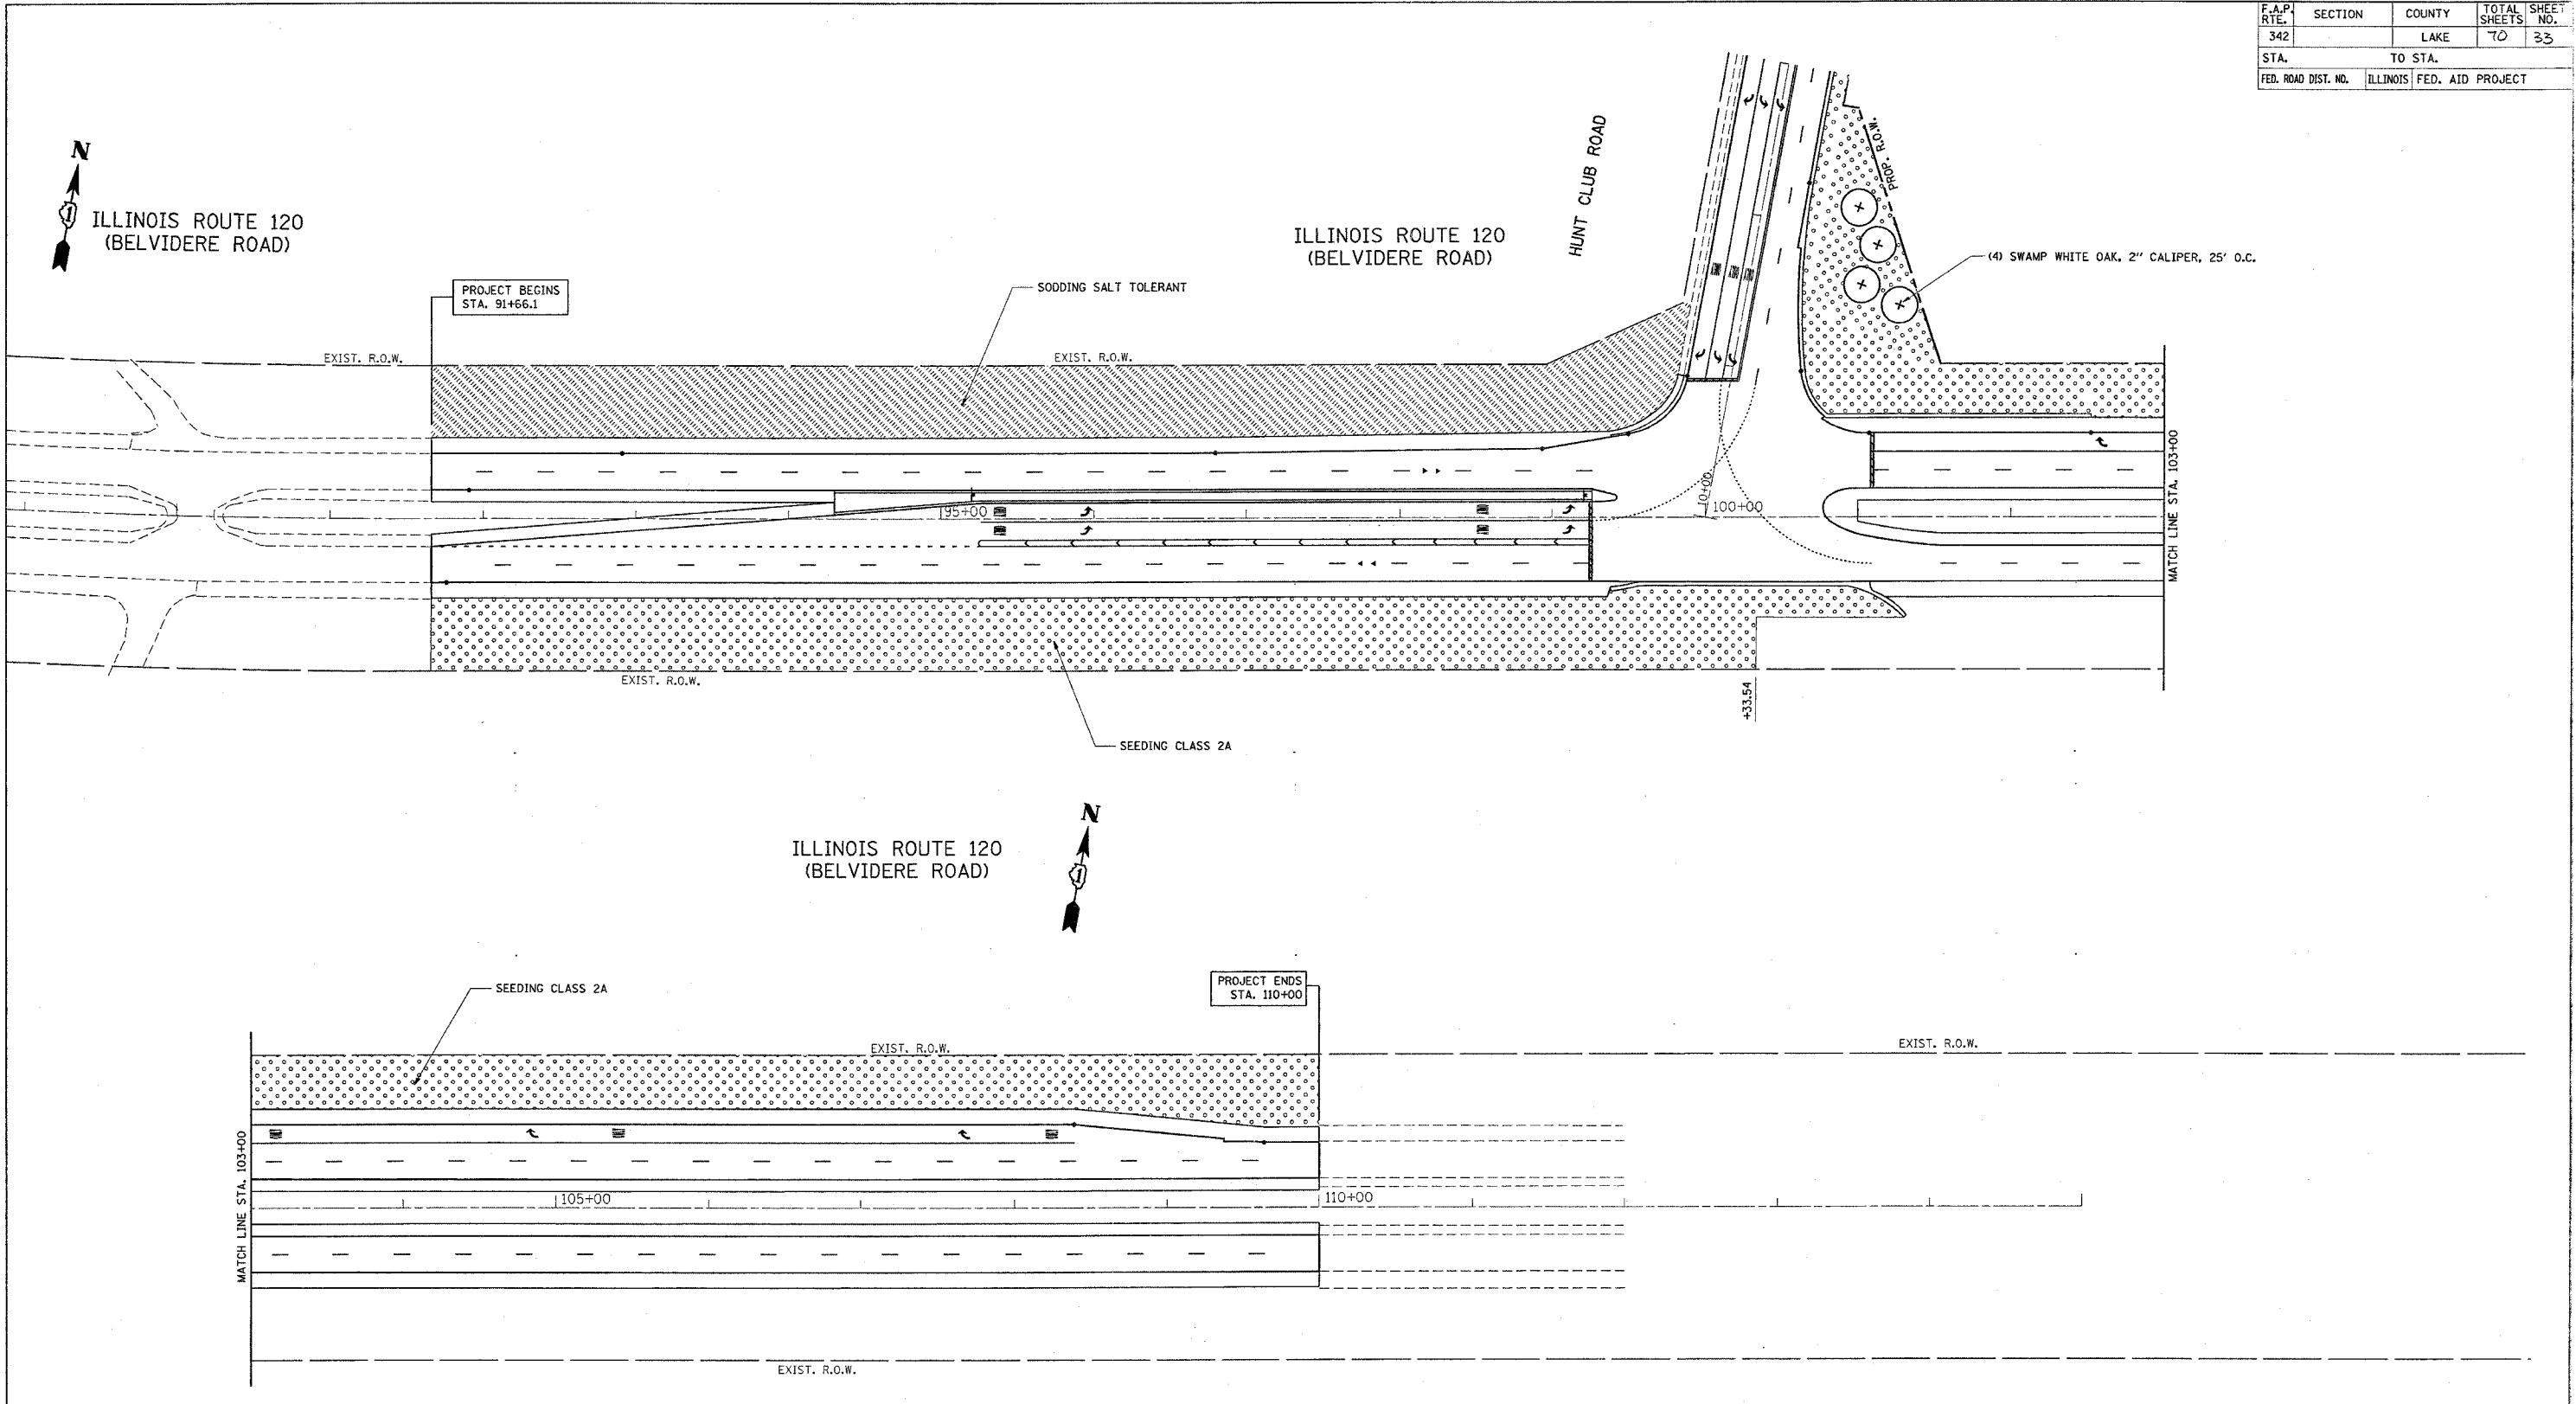 F.A.P. RTE. SECTION COUNTY TOTAL SHEETS SHEET NO.
342 LAKE 70 33
STA. TO STA.
FED. ROAD DIST. NO. ILLINOIS FED. AID PROJECT
N
1
ILLINOIS ROUTE 120
(BELVIDERE ROAD)
ILLINOIS ROUTE 120
(BELVIDERE ROAD)
HUNT CLUB ROAD
PROP. R.O.W.
(4) SWAMP WHITE OAK, 2" CALIPER, 25' O.C.
PROJECT BEGINS
STA. 91+66.1
SODDING SALT TOLERANT
EXIST. R.O.W.
EXIST. R.O.W.
95+00
10+00
100+00
MATCH LINE STA. 103+00
EXIST. R.O.W.
+33.54
SEEDING CLASS 2A
ILLINOIS ROUTE 120
(BELVIDERE ROAD)
N
1
SEEDING CLASS 2A
PROJECT ENDS
STA. 110+00
EXIST. R.O.W.
EXIST. R.O.W.
MATCH LINE STA. 103+00
105+00
110+00
EXIST. R.O.W.